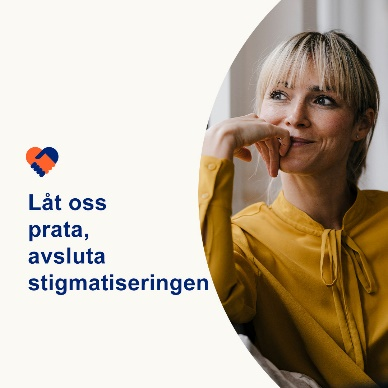 Låt oss
prata,
avsluta
stigmatiseringen